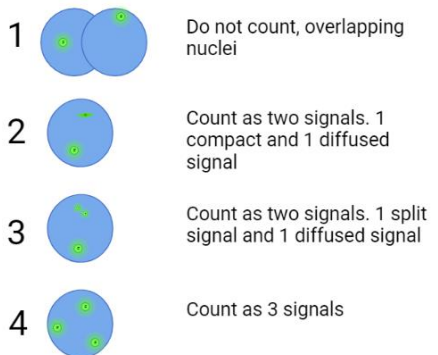 1
Do not count, overlapping
nuclei
2
Count as two signals. 1
compact and 1 diffused
signal
3
Count as two signals. 1 split
signal and 1 diffused signal
4
Count as 3 signals